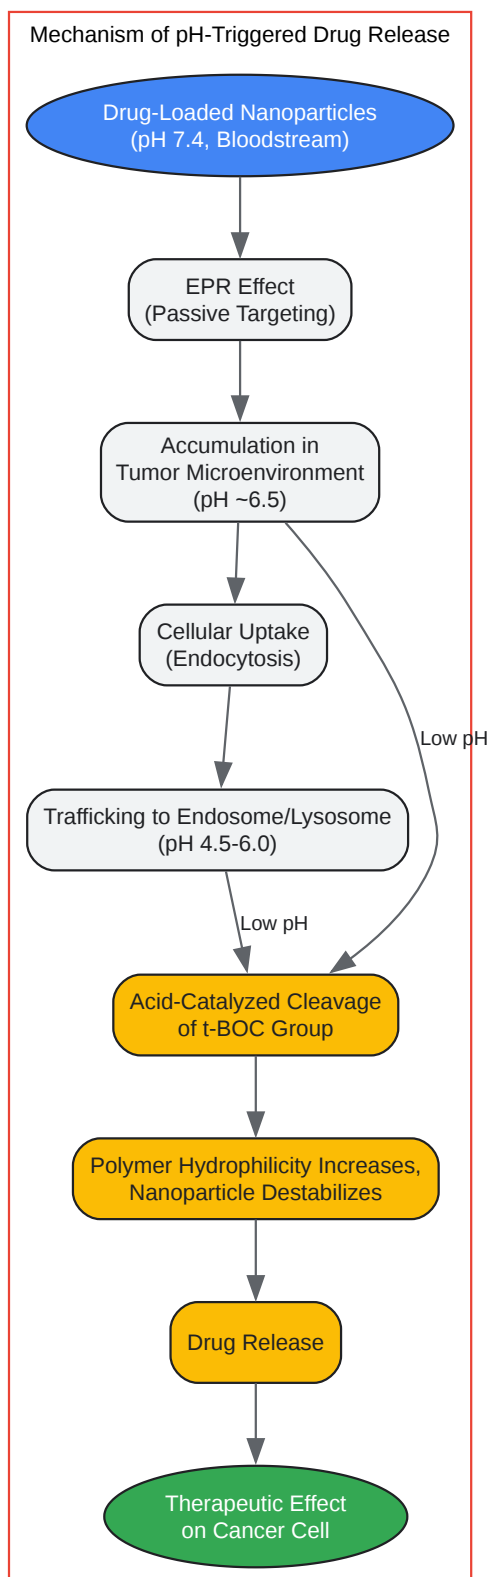 Mechanism of pH-Triggered Drug Release
Drug-Loaded Nanoparticles
(pH 7.4, Bloodstream)
EPR Effect
(Passive Targeting)
Accumulation in
Tumor Microenvironment
(pH ~6.5)
Cellular Uptake
(Endocytosis)
Low pH
Trafficking to Endosome/Lysosome
(pH 4.5-6.0)
Low pH
Acid-Catalyzed Cleavage
of t-BOC Group
Polymer Hydrophilicity Increases,
Nanoparticle Destabilizes
Drug Release
Therapeutic Effect
on Cancer Cell